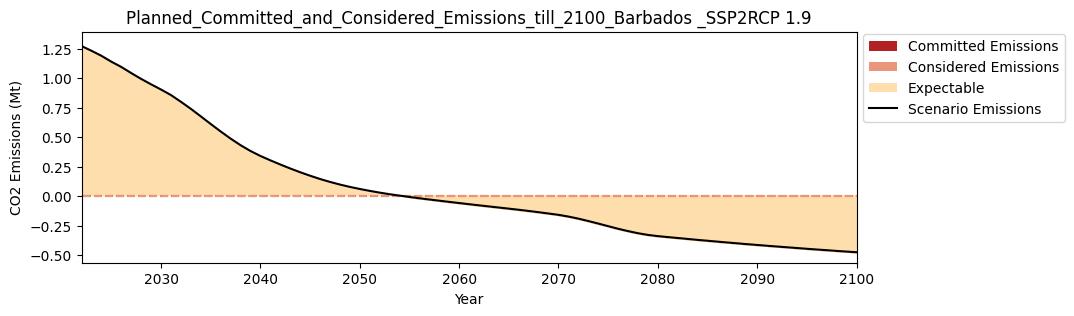 Planned_Committed_and_Considered_Emissions_till_2100_Barbados _SSP2RCP 1.9
CO2 Emissions (Mt)
1.25
1.00
0.75
0.50
0.25
0.00
−0.25
−0.50
2030 2040 2050 2060 2070 2080 2090 2100
Year
Committed Emissions
Considered Emissions
Expectable
Scenario Emissions